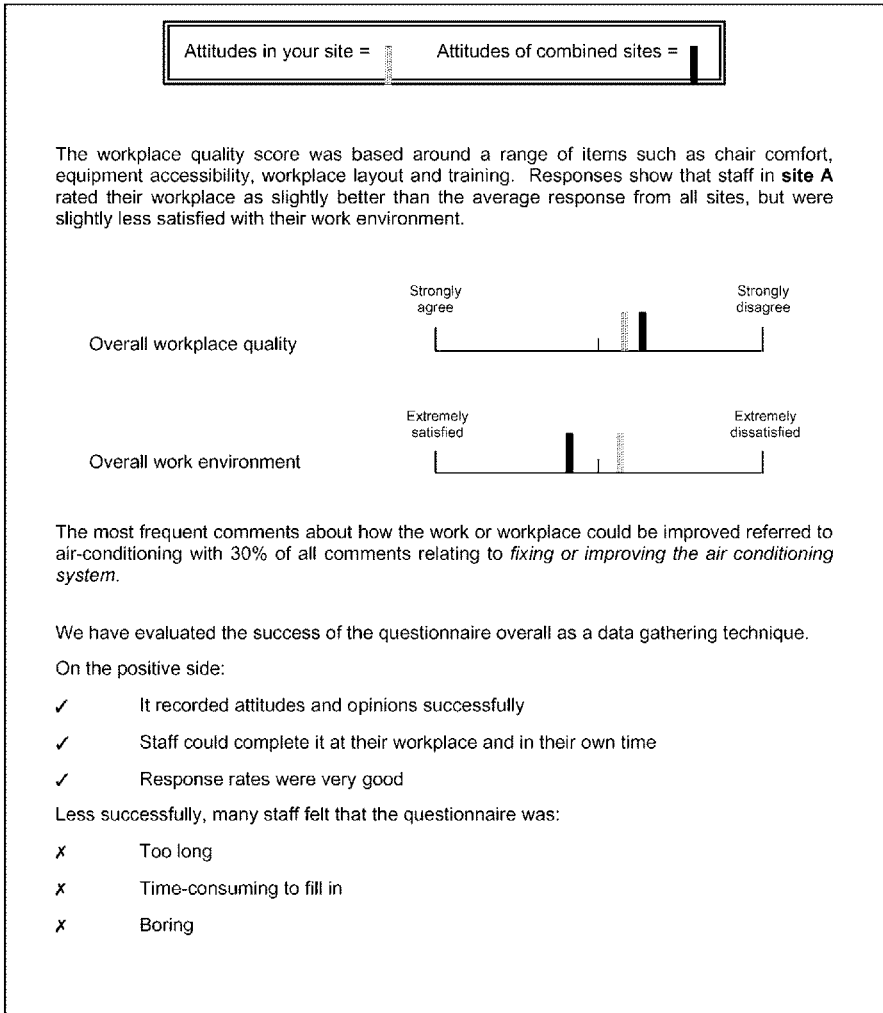 Attitudes in your site = Attitudes of combined sites =
The workplace quality score was based around a range of items such as chair comfort,
equipment accessibility, workplace layout and training. Responses show that staff in site A
rated their workplace as slightly better than the average response from all sites, but were
slightly less satisfied with their work environment.
Strongly agree Strongly disagree
Overall workplace quality
Extremely satisfied Extremely dissatisfied
Overall work environment
The most frequent comments about how the work or workplace could be improved referred to
air-conditioning with 30% of all comments relating to fixing or improving the air conditioning
system.
We have evaluated the success of the questionnaire overall as a data gathering technique.
On the positive side:
✓ It recorded attitudes and opinions successfully
✓ Staff could complete it at their workplace and in their own time
✓ Response rates were very good
Less successfully, many staff felt that the questionnaire was:
✗ Too long
✗ Time-consuming to fill in
✗ Boring